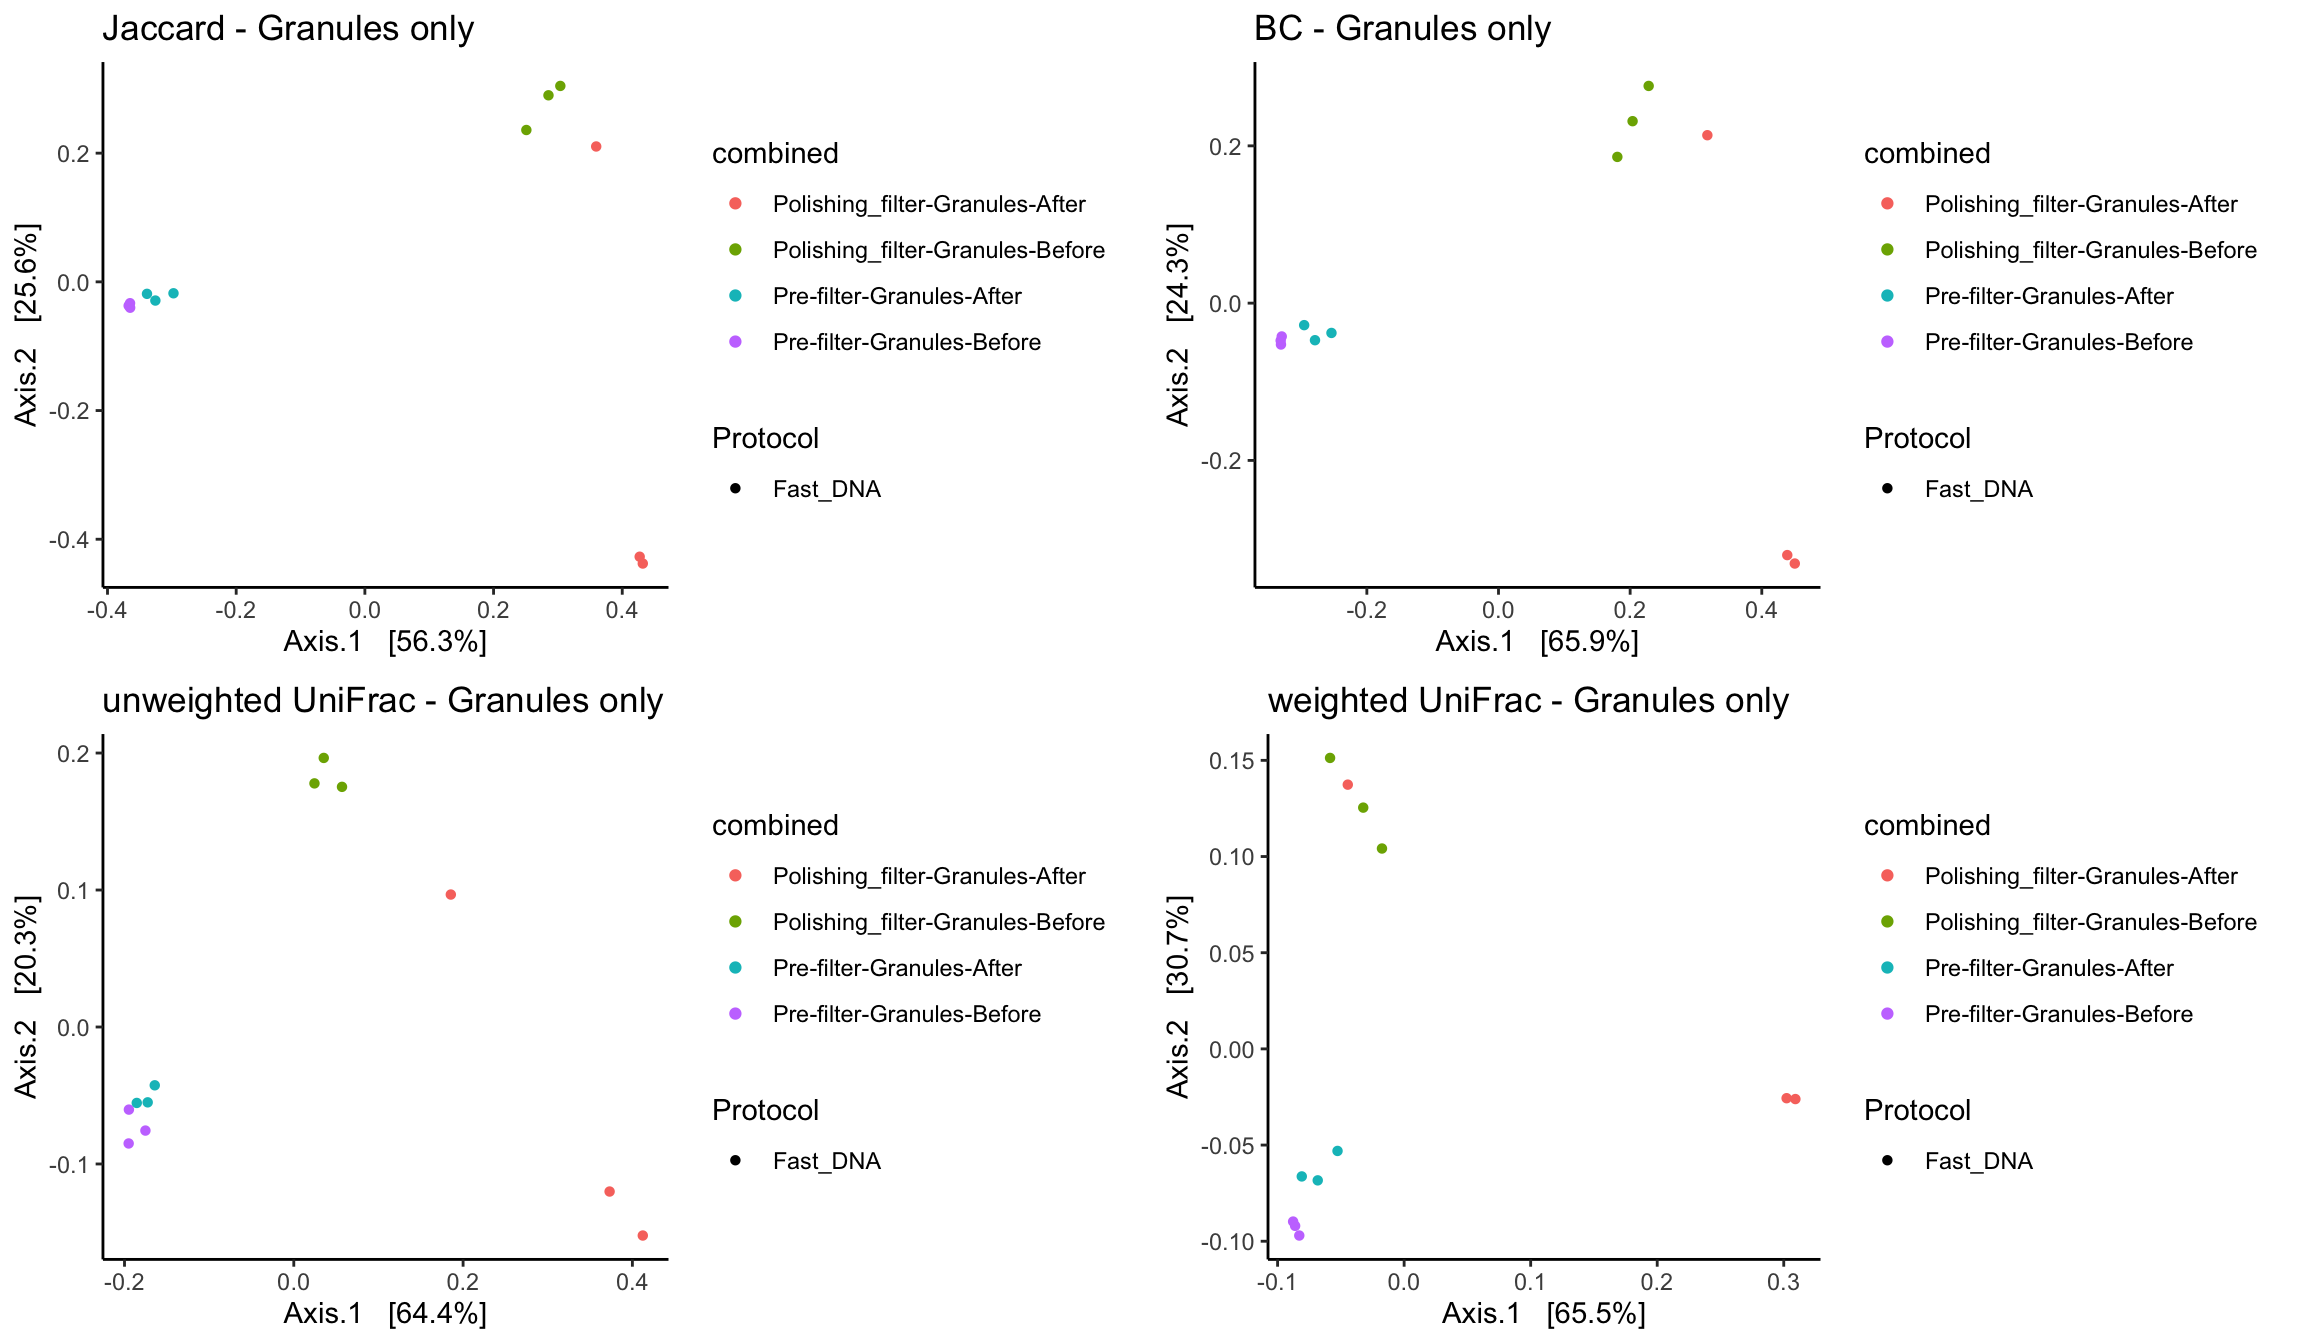 Jaccard - Granules only
0.2
0.0
-0.2
-0.4
Axis.2 [25.6%]
-0.4 -0.2 0.0 0.2 0.4
Axis.1 [56.3%]
combined
Polishing_filter-Granules-After
Polishing_filter-Granules-Before
Pre-filter-Granules-After
Pre-filter-Granules-Before
Protocol
Fast_DNA
BC - Granules only
0.2
0.0
-0.2
Axis.2 [24.3%]
-0.2 0.0 0.2 0.4
Axis.1 [65.9%]
combined
Polishing_filter-Granules-After
Polishing_filter-Granules-Before
Pre-filter-Granules-After
Pre-filter-Granules-Before
Protocol
Fast_DNA
unweighted UniFrac - Granules only
0.2
0.1
0.0
-0.1
Axis.2 [20.3%]
-0.2 0.0 0.2 0.4
Axis.1 [64.4%]
combined
Polishing_filter-Granules-After
Polishing_filter-Granules-Before
Pre-filter-Granules-After
Pre-filter-Granules-Before
Protocol
Fast_DNA
weighted UniFrac - Granules only
0.15
0.10
0.05
0.00
-0.05
-0.10
Axis.2 [30.7%]
-0.1 0.0 0.1 0.2 0.3
Axis.1 [65.5%]
combined
Polishing_filter-Granules-After
Polishing_filter-Granules-Before
Pre-filter-Granules-After
Pre-filter-Granules-Before
Protocol
Fast_DNA